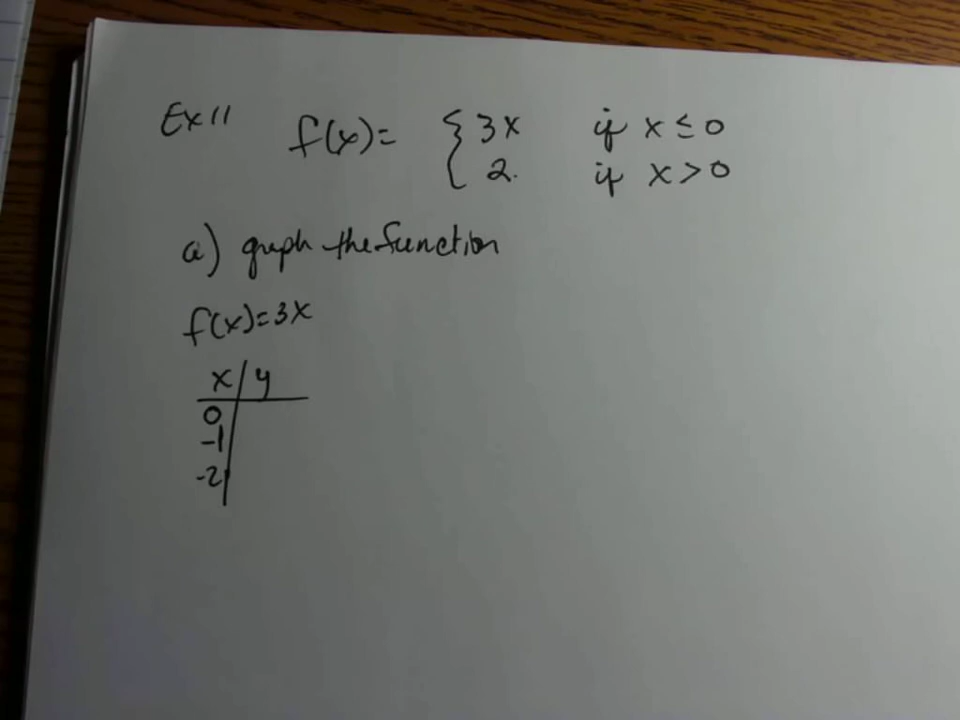 Ex 11 f(x)= { 3x if x ≤ 0
2. if x > 0
a) graph the function
f(x)=3x
x | y
0
-1
-2